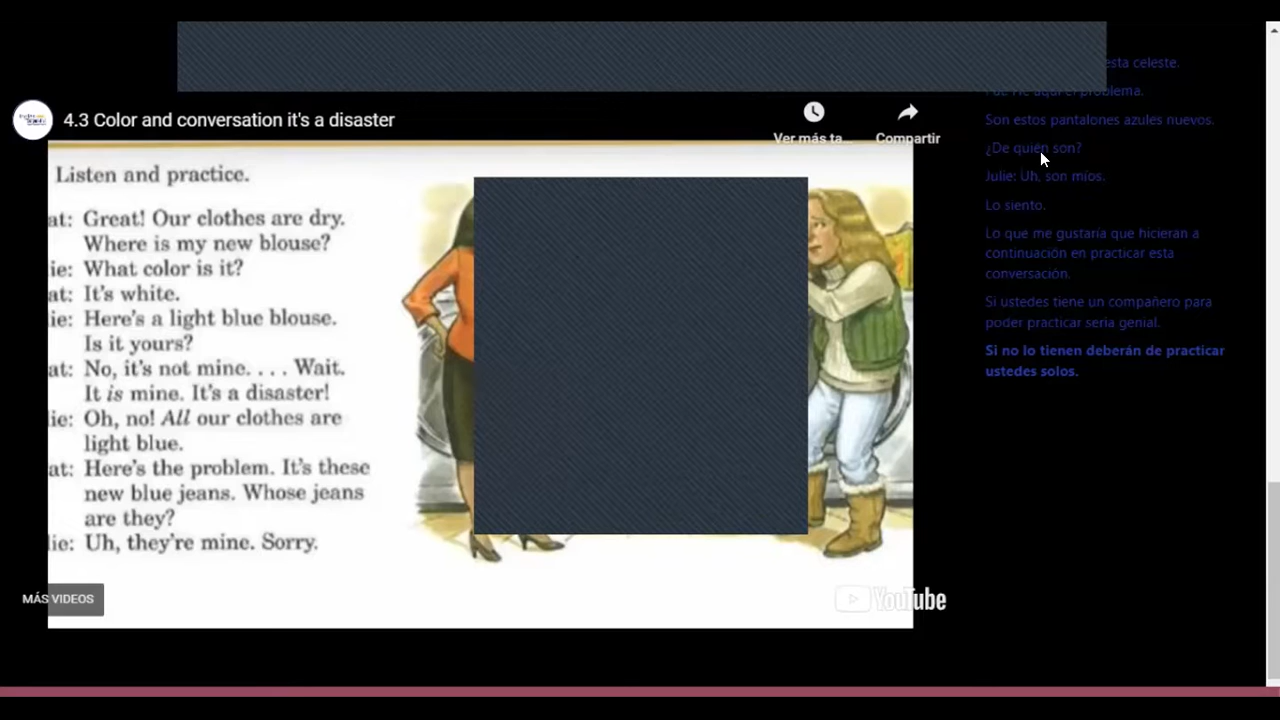 4.3 Color and conversation it's a disaster
Ver más ta...
Compartir
Listen and practice.
at: Great! Our clothes are dry.
Where is my new blouse?
ie: What color is it?
at: It's white.
ie: Here's a light blue blouse.
Is it yours?
at: No, it's not mine. . . . Wait.
It is mine. It's a disaster!
ie: Oh, no! All our clothes are
light blue.
at: Here's the problem. It's these
new blue jeans. Whose jeans
are they?
lie: Uh, they're mine. Sorry.
MÁS VIDEOS
YouTube
esta celeste.
problema.
Son estos pantalones azules nuevos.
¿De quién son?
Julie: Uh, son míos.
Lo siento.
Lo que me gustaría que hicieran a
continuación en practicar esta
conversación.
Si ustedes tiene un compañero para
poder practicar seria genial.
Si no lo tienen deberán de practicar
ustedes solos.